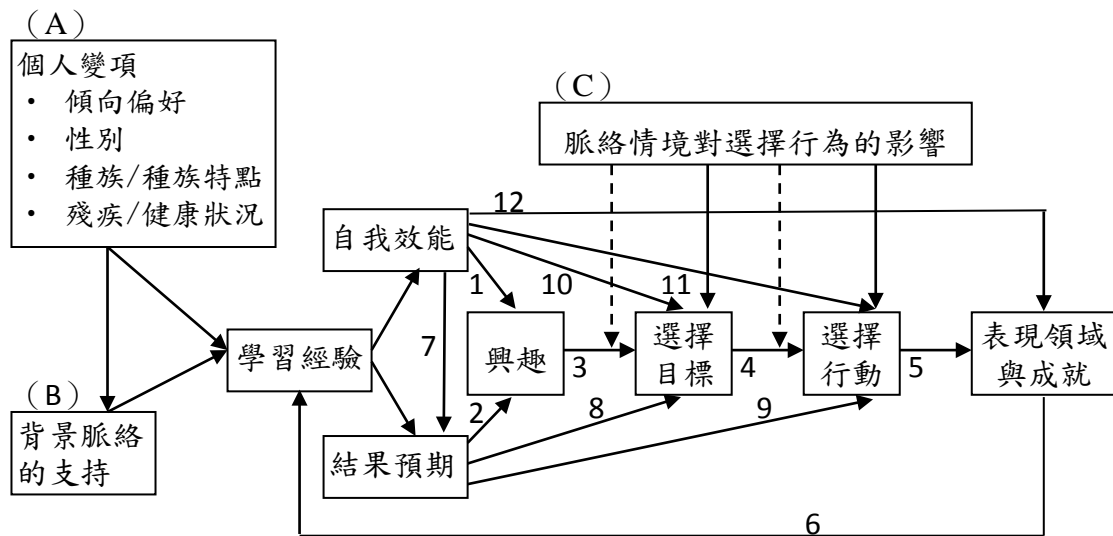 （A）
個人變項
• 傾向偏好
• 性別
• 種族/種族特點
• 殘疾/健康狀況
（C）
脈絡情境對選擇行為的影響
12
自我效能
1
10
11
學習經驗
7
興趣
3
選擇
目標
4
選擇
行動
5
表現領域
與成就
（B）
背景脈絡
的支持
2
8
9
結果預期
6